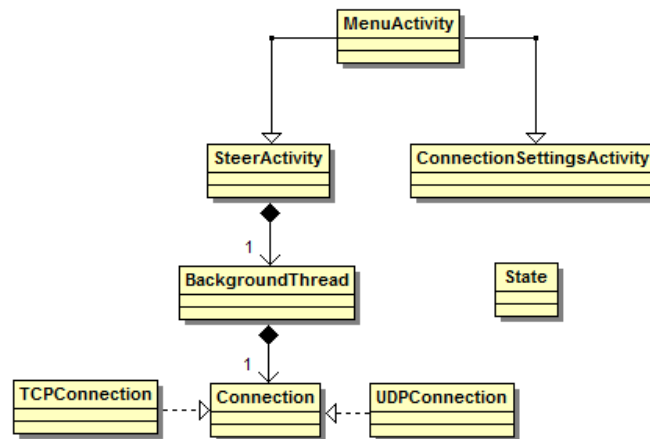 MenuActivity
SteerActivity
ConnectionSettingsActivity
1
BackgroundThread
State
1
TCPConnection
Connection
UDPConnection